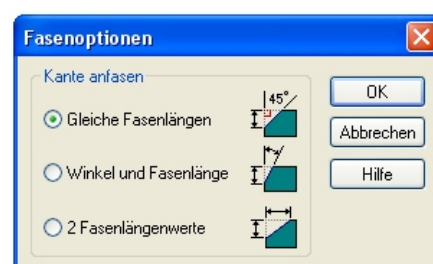 Fasenoptionen
Kante anfasen
Gleiche Fasenlängen
45°
Winkel und Fasenlänge
2 Fasenlängenwerte
OK
Abbrechen
Hilfe